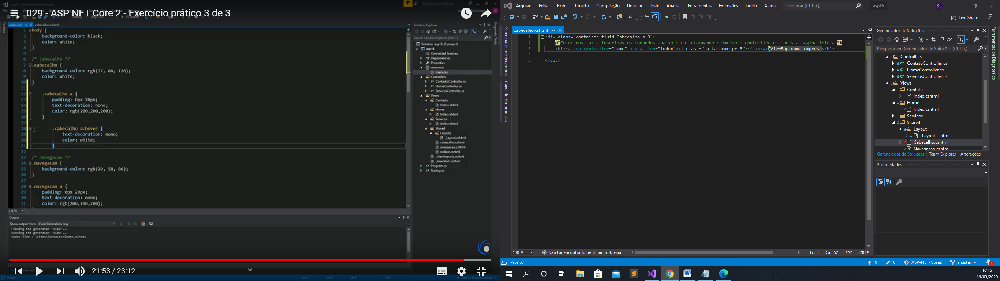 029 - ASP NET Core 2 - Exercício prático 3 de 3
main.css*
cabecalho.cshtml
1 body {
2 background-color: black;
3 color: white;
4 }
5
6 /* cabecalho */
7 .cabecalho {
8 background-color: rgb(37, 88, 126);
9 color: white;
10 }
11
12 .cabecalho a {
13 padding: 0px 20px;
14 text-decoration: none;
15 color: rgb(200,200,200);
16 }
17
18 .cabecalho a:hover {
19 text-decoration: none;
20 color: white;
21 }
22
23 /* navegacao */
24 .navegacao {
25 background-color: rgb(20, 58, 86);
26 }
27
28 .navegacao a {
29 padding: 0px 20px;
30 text-decoration: none;
31 color: rgb(200,200,200);
111 %
Output
Show output from: Code Generation Log
Finding the generator 'view'...
Running the generator 'view'...
Added View : \Views\Contacto\Index.cshtml
21:53 / 23:12
Solution Explorer
Search Solution Explorer (Ctrl+ )
Solution 'asp16' (1 project)
asp16
Connected Services
Dependencies
Properties
wwwroot
main.css
Controllers
ContactoController.cs
HomeController.cs
ServicosController.cs
Views
Contacto
Index.cshtml
Home
Index.cshtml
Servicos
Index.cshtml
Shared
Layouts
_Layout.cshtml
cabecalho.cshtml
navegacao.cshtml
rodape.cshtml
_ViewImports.cshtml
_ViewStart.cshtml
Program.cs
Startup.cs
Diagnostic Tools
Add to Source Control
Arquivo Editar Exibir Projeto Compilação Depurar Teste Análise Ferramentas Extensões Janela Ajuda
Pesquisar (Ctrl+Q)
asp16
BL
Live Share
Gerenciador de Servidores
Caixa de Ferramentas
Cabecalho.cshtml
1 <div class="container-fluid Cabecalho p-3">
2 @*Colocamos <a> e inserimos os comandos abaixo para informando primeiro o controller e depois a pagina inicial*@
3 <h1><a asp-controller="home" asp-action="index"><i class="fa fa-home pr-3"></i></a>@ViewBag.nome_empresa</h1>
4
5 </div>
100 %
Não foi encontrado nenhum problema
Ln: 3 Car: 52 SPC CRLF
Gerenciador de Soluções
Pesquisar em Gerenciador de Soluções (Ctrl+ç)
Controllers
ContatoController.cs
HomeController.cs
ServicosController.cs
Views
Contato
Index.cshtml
Home
Index.cshtml
Servicos
Shared
Layout
_Layout.cshtml
Cabecalho.cshtml
Navegacao.cshtml
Gerenciador de Soluções
Team Explorer – Alterações
Propriedades
Ferramentas de Diagnóstico
Pronto
0 6 ASP-NET-Core2 master 3
16:15
19/03/2020